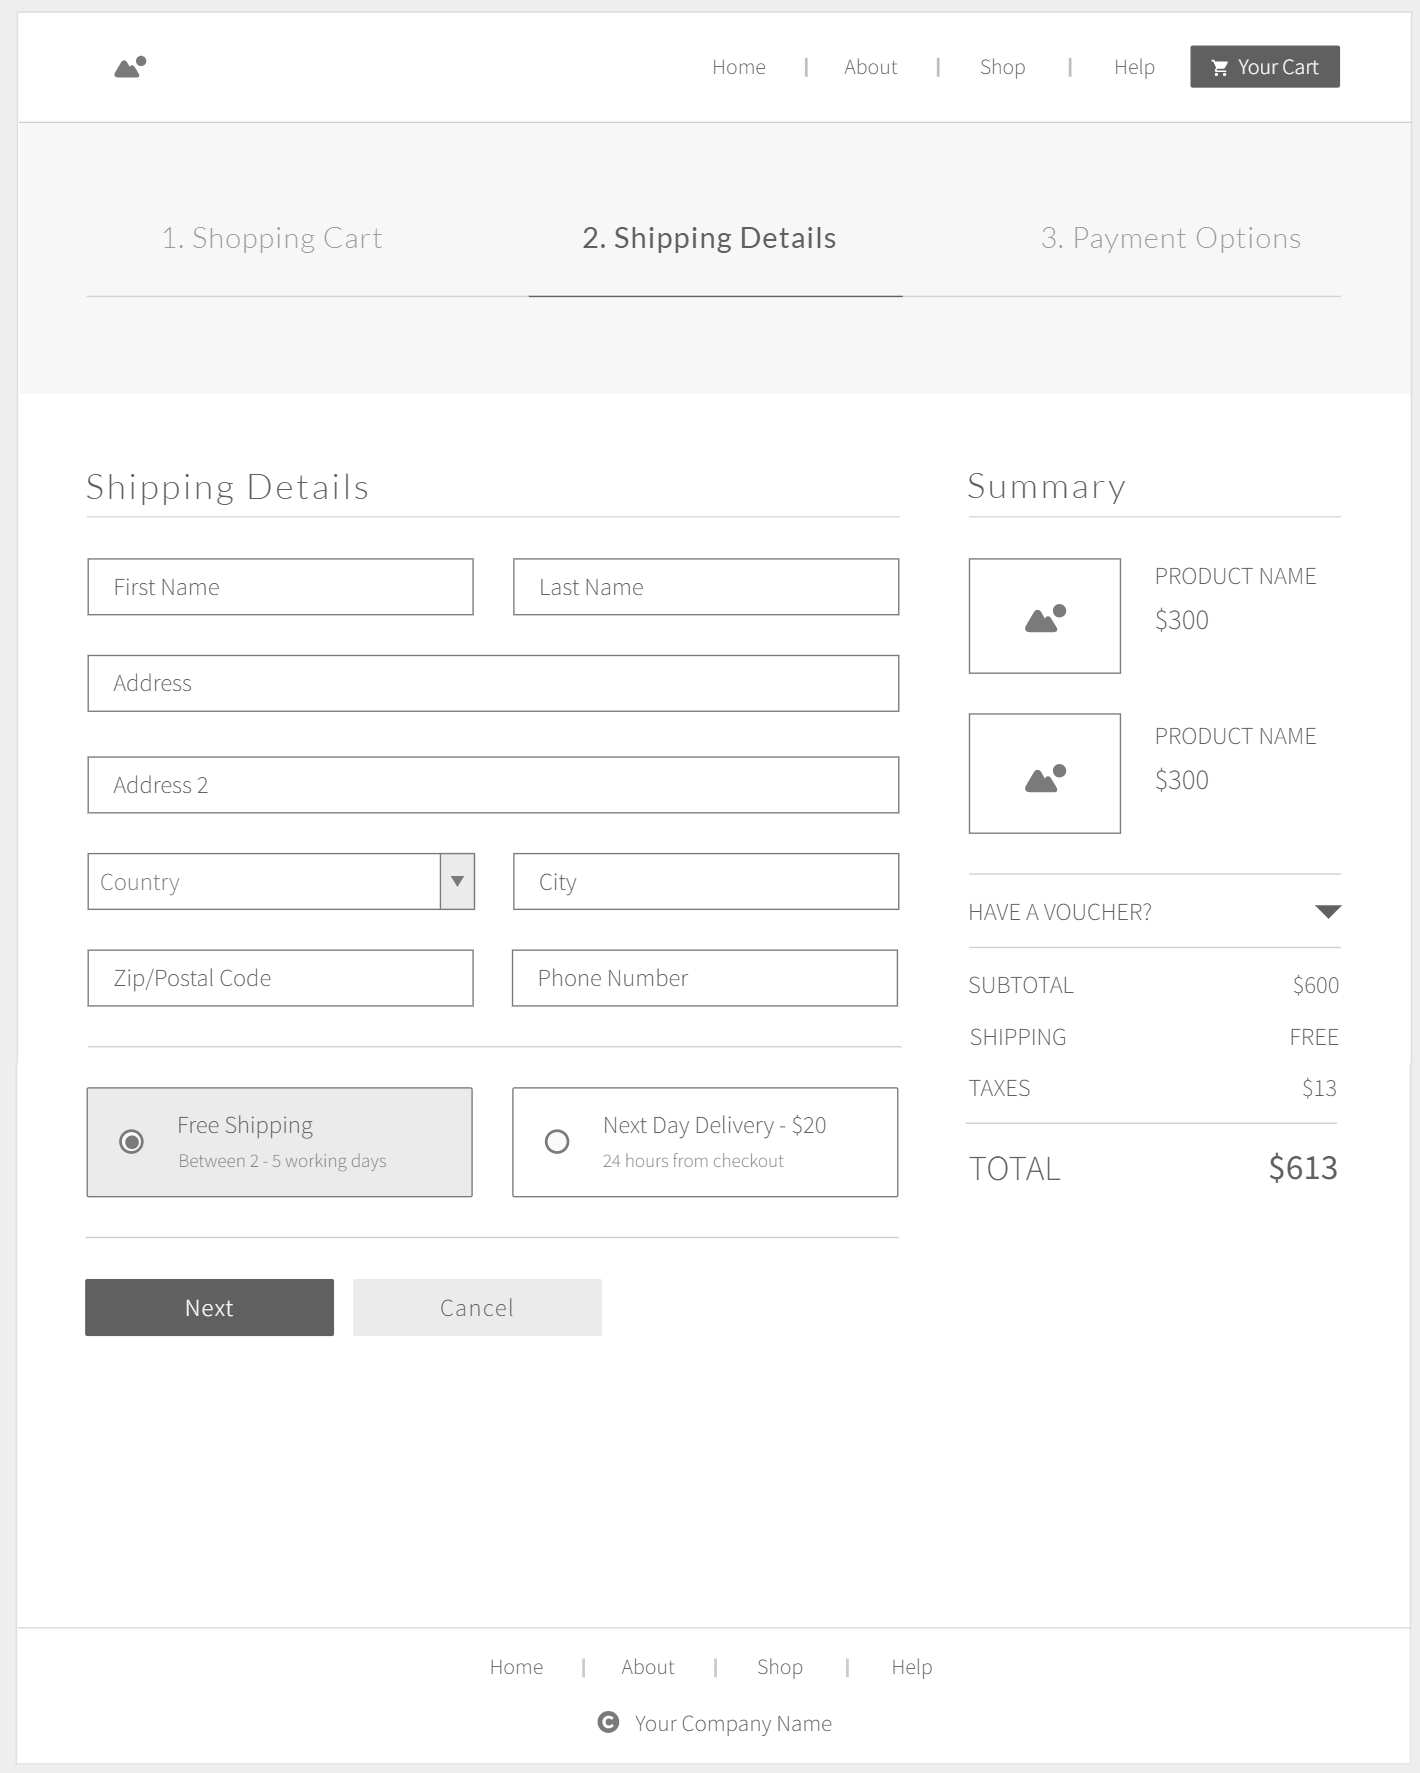 Home | About | Shop | Help Your Cart
1. Shopping Cart 2. Shipping Details 3. Payment Options
Shipping Details
First Name Last Name
Address
Address 2
Country City
Zip/Postal Code Phone Number
Free Shipping
Between 2 - 5 working days
Next Day Delivery - $20
24 hours from checkout
Next Cancel
Summary
PRODUCT NAME
$300
PRODUCT NAME
$300
HAVE A VOUCHER?
SUBTOTAL $600
SHIPPING FREE
TAXES $13
TOTAL $613
Home | About | Shop | Help
© Your Company Name